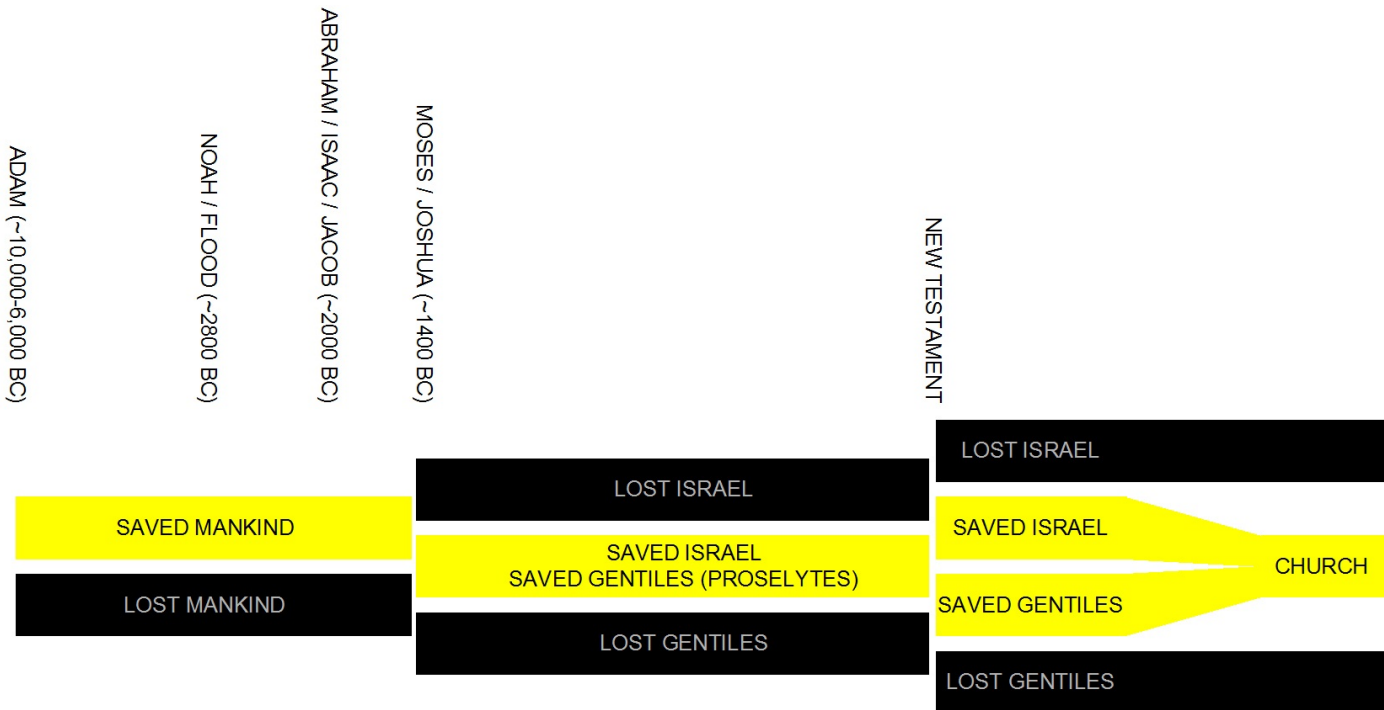 ADAM (~10,000-6,000 BC)
NOAH / FLOOD (~2800 BC)
ABRAHAM / ISAAC / JACOB (~2000 BC)
MOSES / JOSHUA (~1400 BC)
NEW TESTAMENT
SAVED MANKIND
LOST MANKIND
LOST ISRAEL
SAVED ISRAEL
SAVED GENTILES (PROSELYTES)
LOST GENTILES
LOST ISRAEL
SAVED ISRAEL
SAVED GENTILES
CHURCH
LOST GENTILES